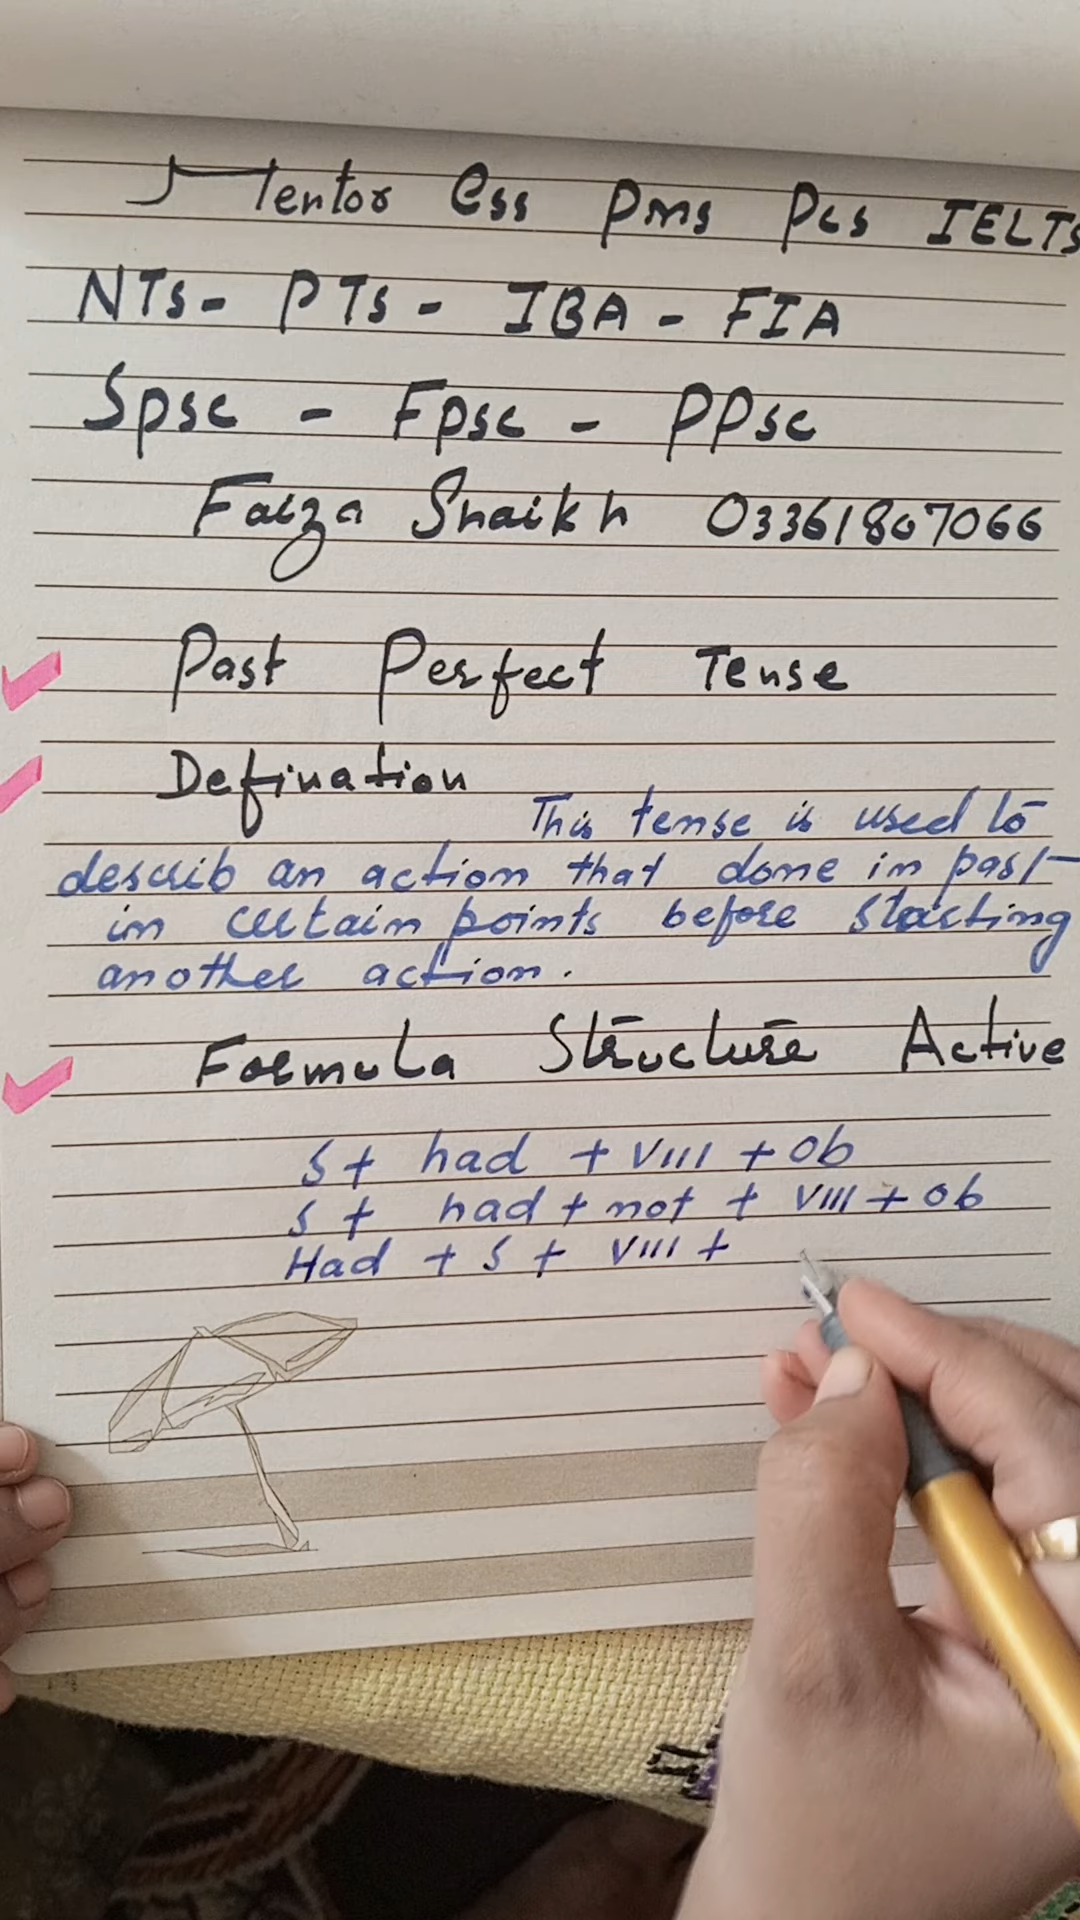 Mentor Css Pms Pcs IELTS
NTs - PTs - IBA - FIA
Spsc - Fpsc - PPsc
Faiza Shaikh 03361807066
Past Perfect Tense
Defination
This tense is used to
describ an action that done in past
in certain points before starting
another action.
Formula Structure Active
S + had + VIII + Ob
S + had + not + VIII + Ob
Had + S + VIII +